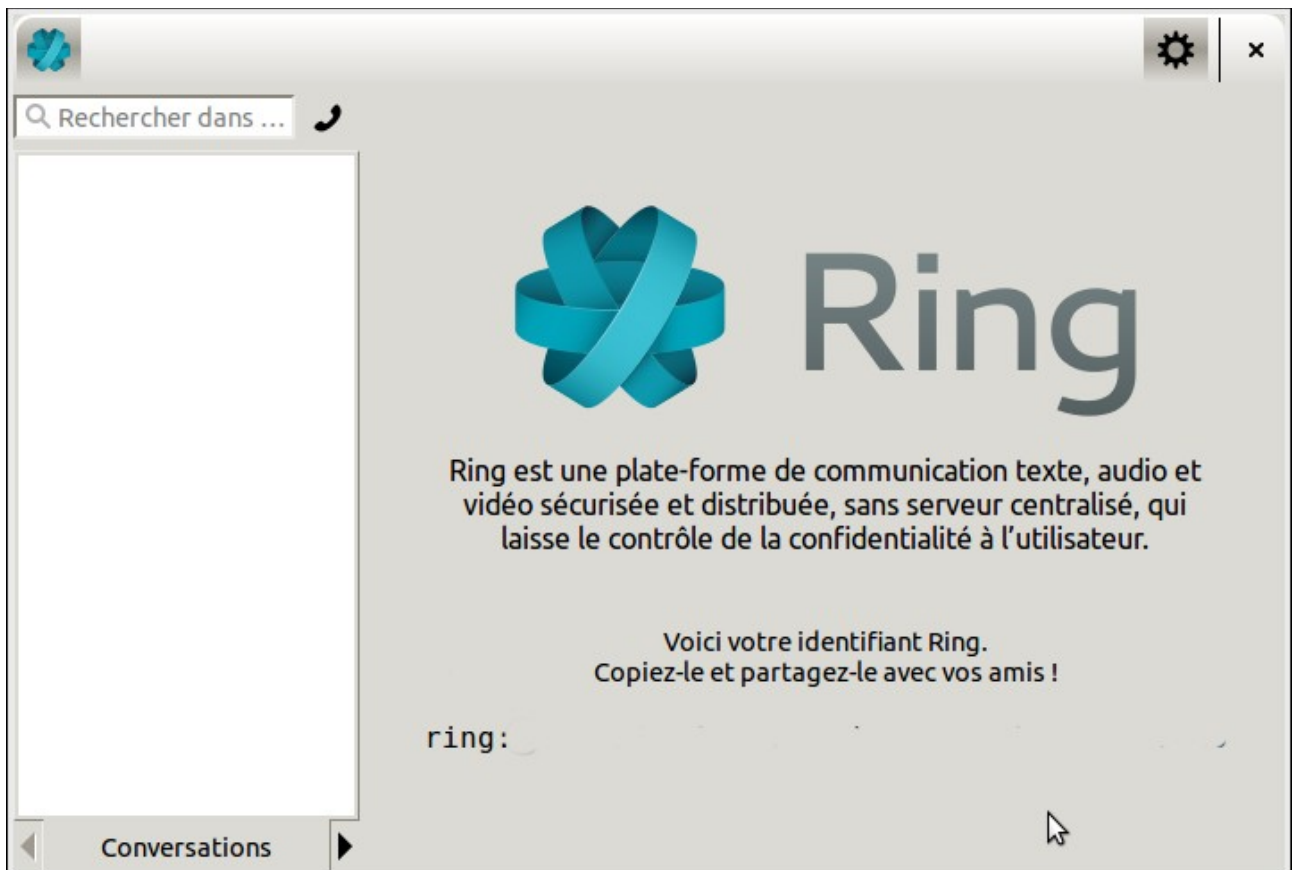 Rechercher dans ...
Ring
Ring est une plate-forme de communication texte, audio et
vidéo sécurisée et distribuée, sans serveur centralisé, qui
laisse le contrôle de la confidentialité à l’utilisateur.
Voici votre identifiant Ring.
Copiez-le et partagez-le avec vos amis !
ring:
Conversations